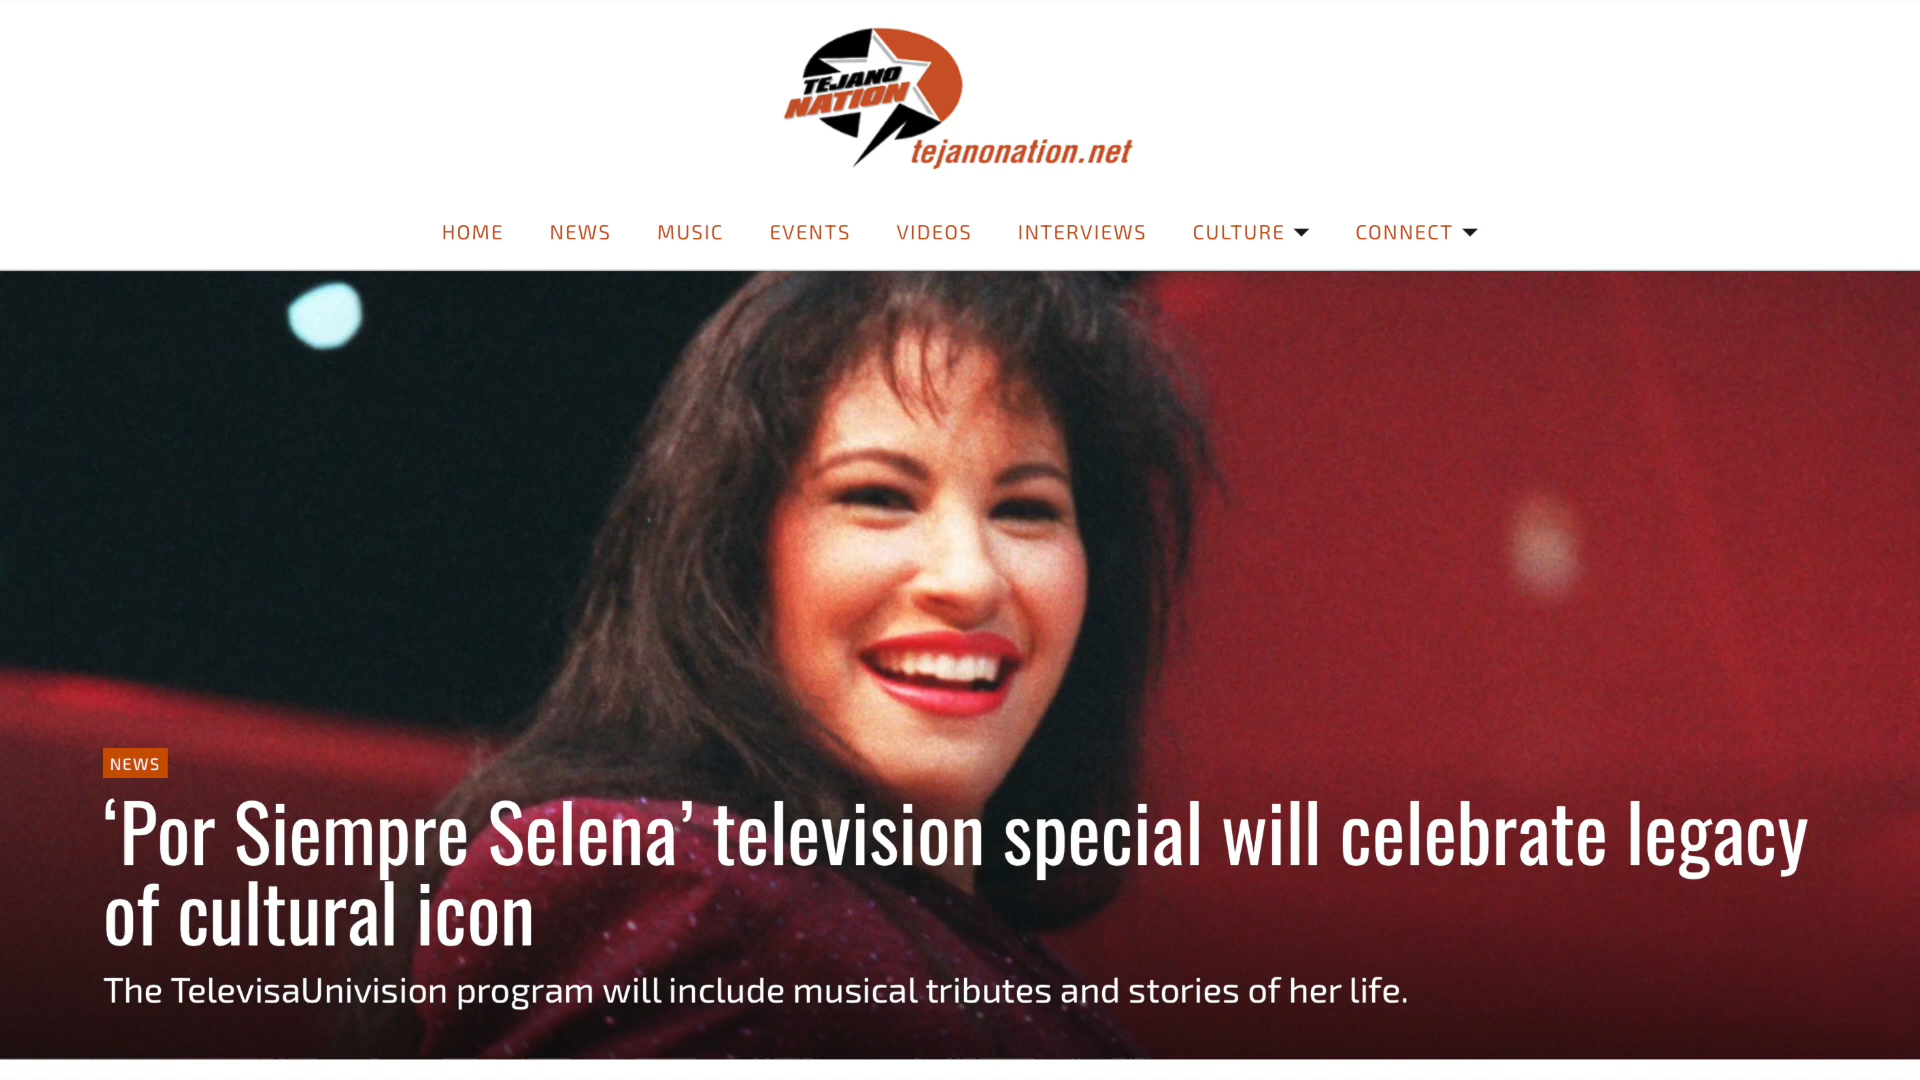 TEJANO
NATION
tejanonation.net
HOME NEWS MUSIC EVENTS VIDEOS INTERVIEWS CULTURE CONNECT
NEWS
‘Por Siempre Selena’ television special will celebrate legacy
of cultural icon
The TelevisaUnivision program will include musical tributes and stories of her life.